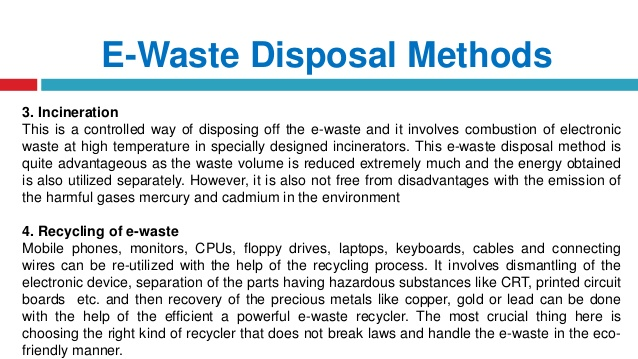 E-Waste Disposal Methods
3. Incineration
This is a controlled way of disposing off the e-waste and it involves combustion of electronic
waste at high temperature in specially designed incinerators. This e-waste disposal method is
quite advantageous as the waste volume is reduced extremely much and the energy obtained
is also utilized separately. However, it is also not free from disadvantages with the emission of
the harmful gases mercury and cadmium in the environment
4. Recycling of e-waste
Mobile phones, monitors, CPUs, floppy drives, laptops, keyboards, cables and connecting
wires can be re-utilized with the help of the recycling process. It involves dismantling of the
electronic device, separation of the parts having hazardous substances like CRT, printed circuit
boards etc. and then recovery of the precious metals like copper, gold or lead can be done
with the help of the efficient a powerful e-waste recycler. The most crucial thing here is
choosing the right kind of recycler that does not break laws and handle the e-waste in the eco-
friendly manner.